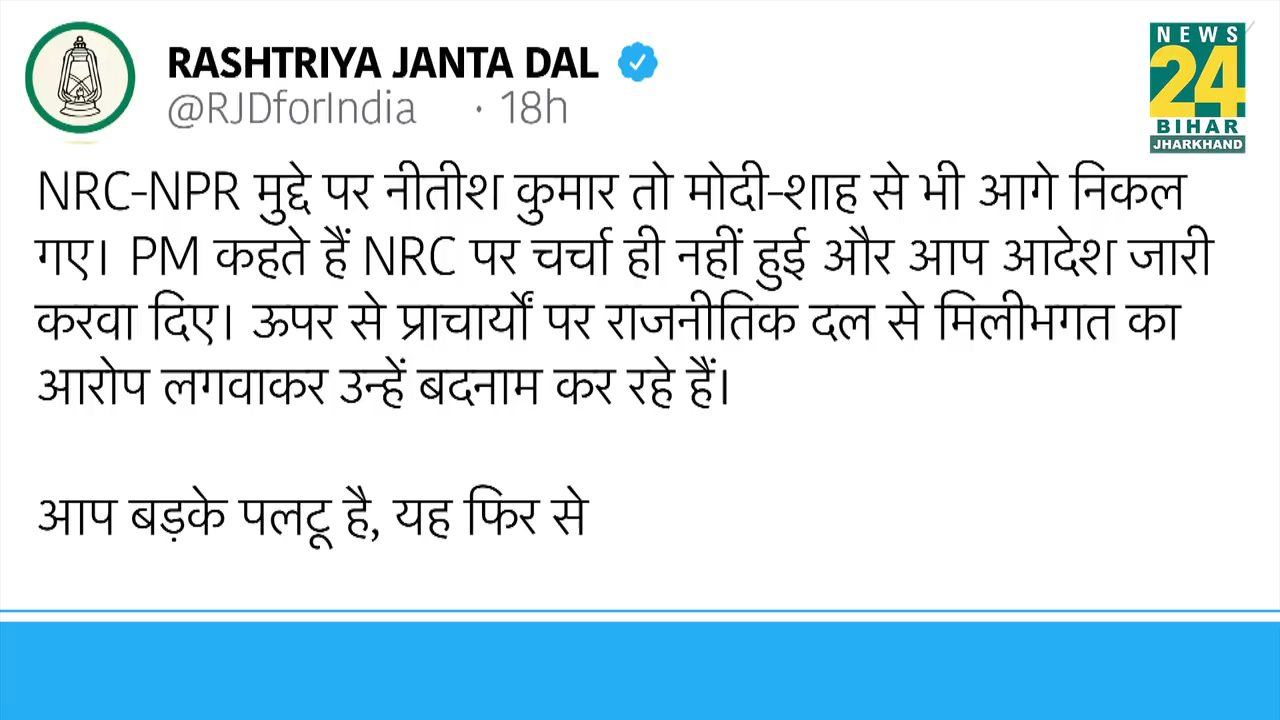 RASHTRIYA JANTA DAL
@RJDforIndia · 18h
NEWS
24
BIHAR
JHARKHAND
NRC-NPR मुद्दे पर नीतीश कुमार तो मोदी-शाह से भी आगे निकल
गए। PM कहते हैं NRC पर चर्चा ही नहीं हुई और आप आदेश जारी
करवा दिए। ऊपर से प्राचार्यों पर राजनीतिक दल से मिलीभगत का
आरोप लगवाकर उन्हें बदनाम कर रहे हैं।
आप बड़के पलटू है, यह फिर से